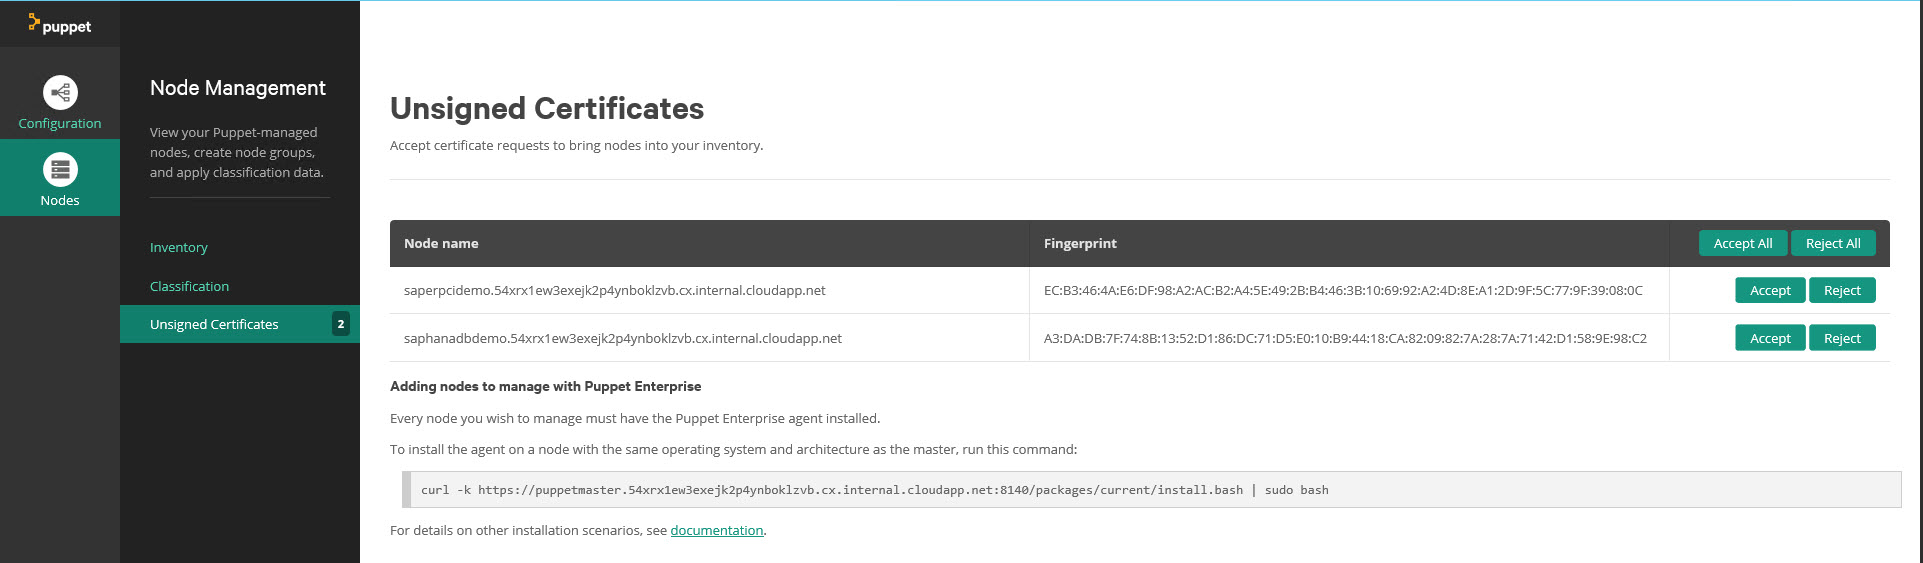 puppet
Configuration
Nodes
Node Management
View your Puppet-managed
nodes, create node groups,
and apply classification data.
Inventory
Classification
Unsigned Certificates 2
Unsigned Certificates
Accept certificate requests to bring nodes into your inventory.
Node name Fingerprint Accept All Reject All
saperpcidemo.54xrx1ew3exejk2p4ynboklzvb.cx.internal.cloudapp.net EC:B3:46:4A:E6:DF:98:A2:AC:B2:A4:5E:49:2B:B4:46:3B:10:69:92:A2:4D:8E:A1:2D:9F:5C:77:9F:39:08:0C Accept Reject
saphanadbdemo.54xrx1ew3exejk2p4ynboklzvb.cx.internal.cloudapp.net A3:DA:DB:7F:74:8B:13:52:D1:86:DC:71:D5:E0:10:B9:44:18:CA:82:09:82:7A:28:7A:71:42:D1:58:9E:98:C2 Accept Reject
Adding nodes to manage with Puppet Enterprise
Every node you wish to manage must have the Puppet Enterprise agent installed.
To install the agent on a node with the same operating system and architecture as the master, run this command:
curl -k https://puppetmaster.54xrx1ew3exejk2p4ynboklzvb.cx.internal.cloudapp.net:8140/packages/current/install.bash | sudo bash
For details on other installation scenarios, see documentation.